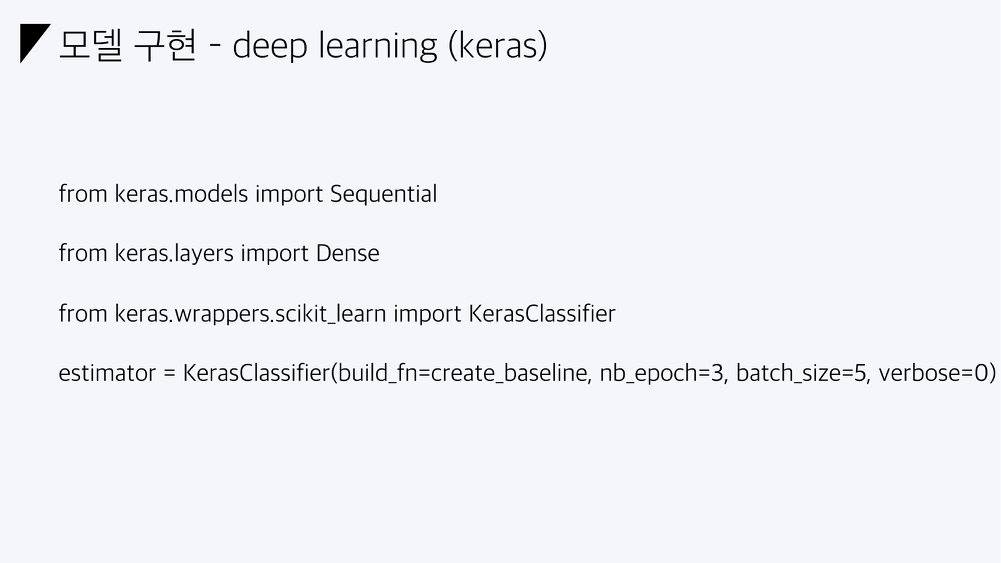 모델 구현 - deep learning (keras)
from keras.models import Sequential
from keras.layers import Dense
from keras.wrappers.scikit_learn import KerasClassifier
estimator = KerasClassifier(build_fn=create_baseline, nb_epoch=3, batch_size=5, verbose=0)